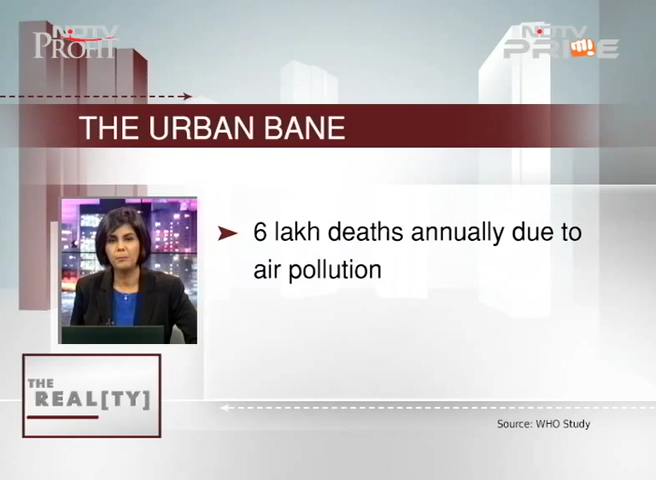 NDTV
PROFIT
NDTV
PRIME
THE URBAN BANE
6 lakh deaths annually due to
air pollution
THE
REAL[TY]
Source: WHO Study